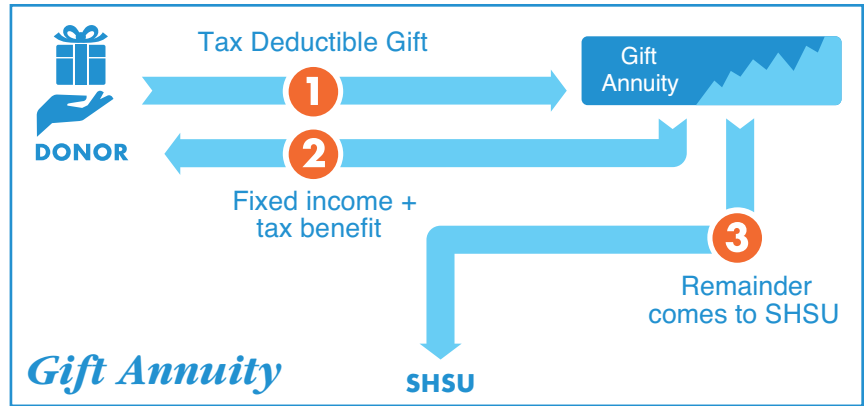 Tax Deductible Gift
Gift
Annuity
1
DONOR
2
Fixed income +
tax benefit
3
Remainder
comes to SHSU
Gift Annuity
SHSU